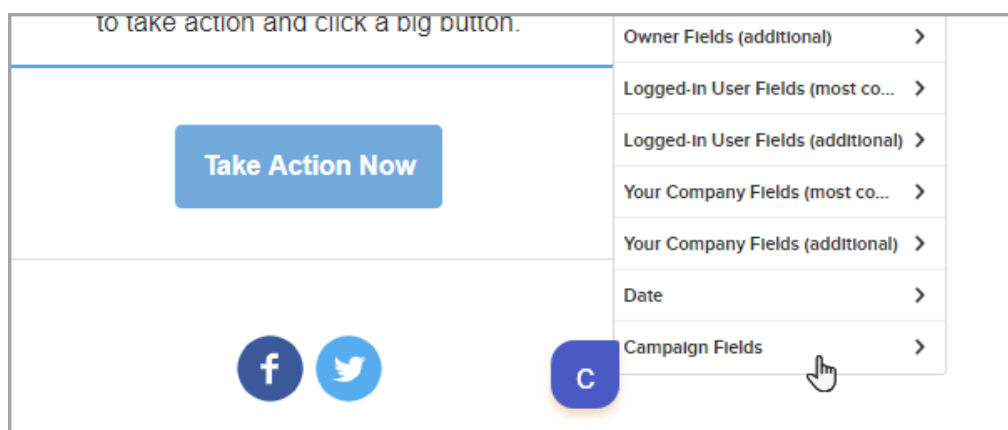 to take action and click a big button.
Take Action Now
f
Owner Fields (additional)
Logged-in User Fields (most co...
Logged-in User Fields (additional)
Your Company Fields (most co...
Your Company Fields (additional)
Date
Campaign Fields
C